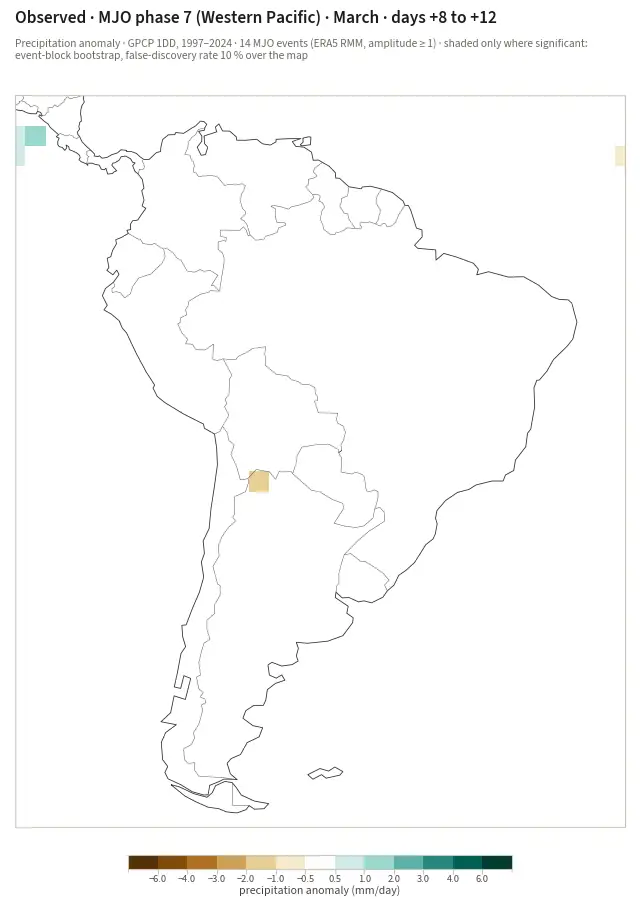 Observed · MJO phase 7 (Western Pacific) · March · days +8 to +12
Precipitation anomaly · GPCP 1DD, 1997–2024 · 14 MJO events (ERA5 RMM, amplitude ≥ 1) · shaded only where significant:
event-block bootstrap, false-discovery rate 10 % over the map
−6.0 −4.0 −3.0 −2.0 −1.0 −0.5 0.5 1.0 2.0 3.0 4.0 6.0
precipitation anomaly (mm/day)